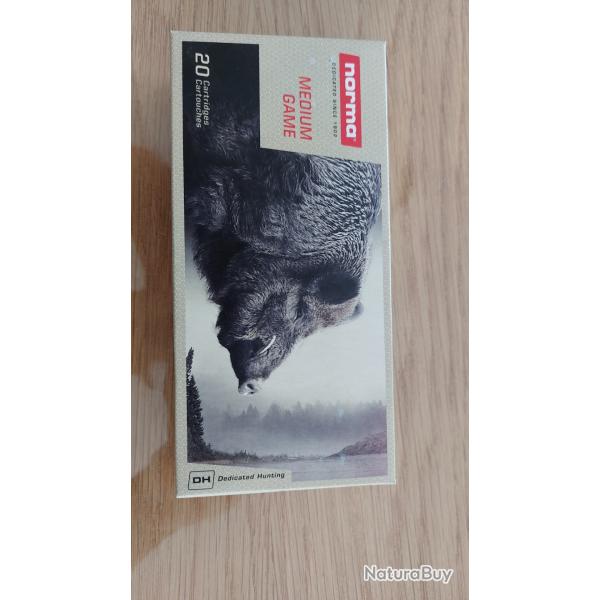 norma
DEDICATED SINCE 1902
MEDIUM
GAME
20 Cartridges
Cartouches
DH Dedicated Hunting
NaturaBuy